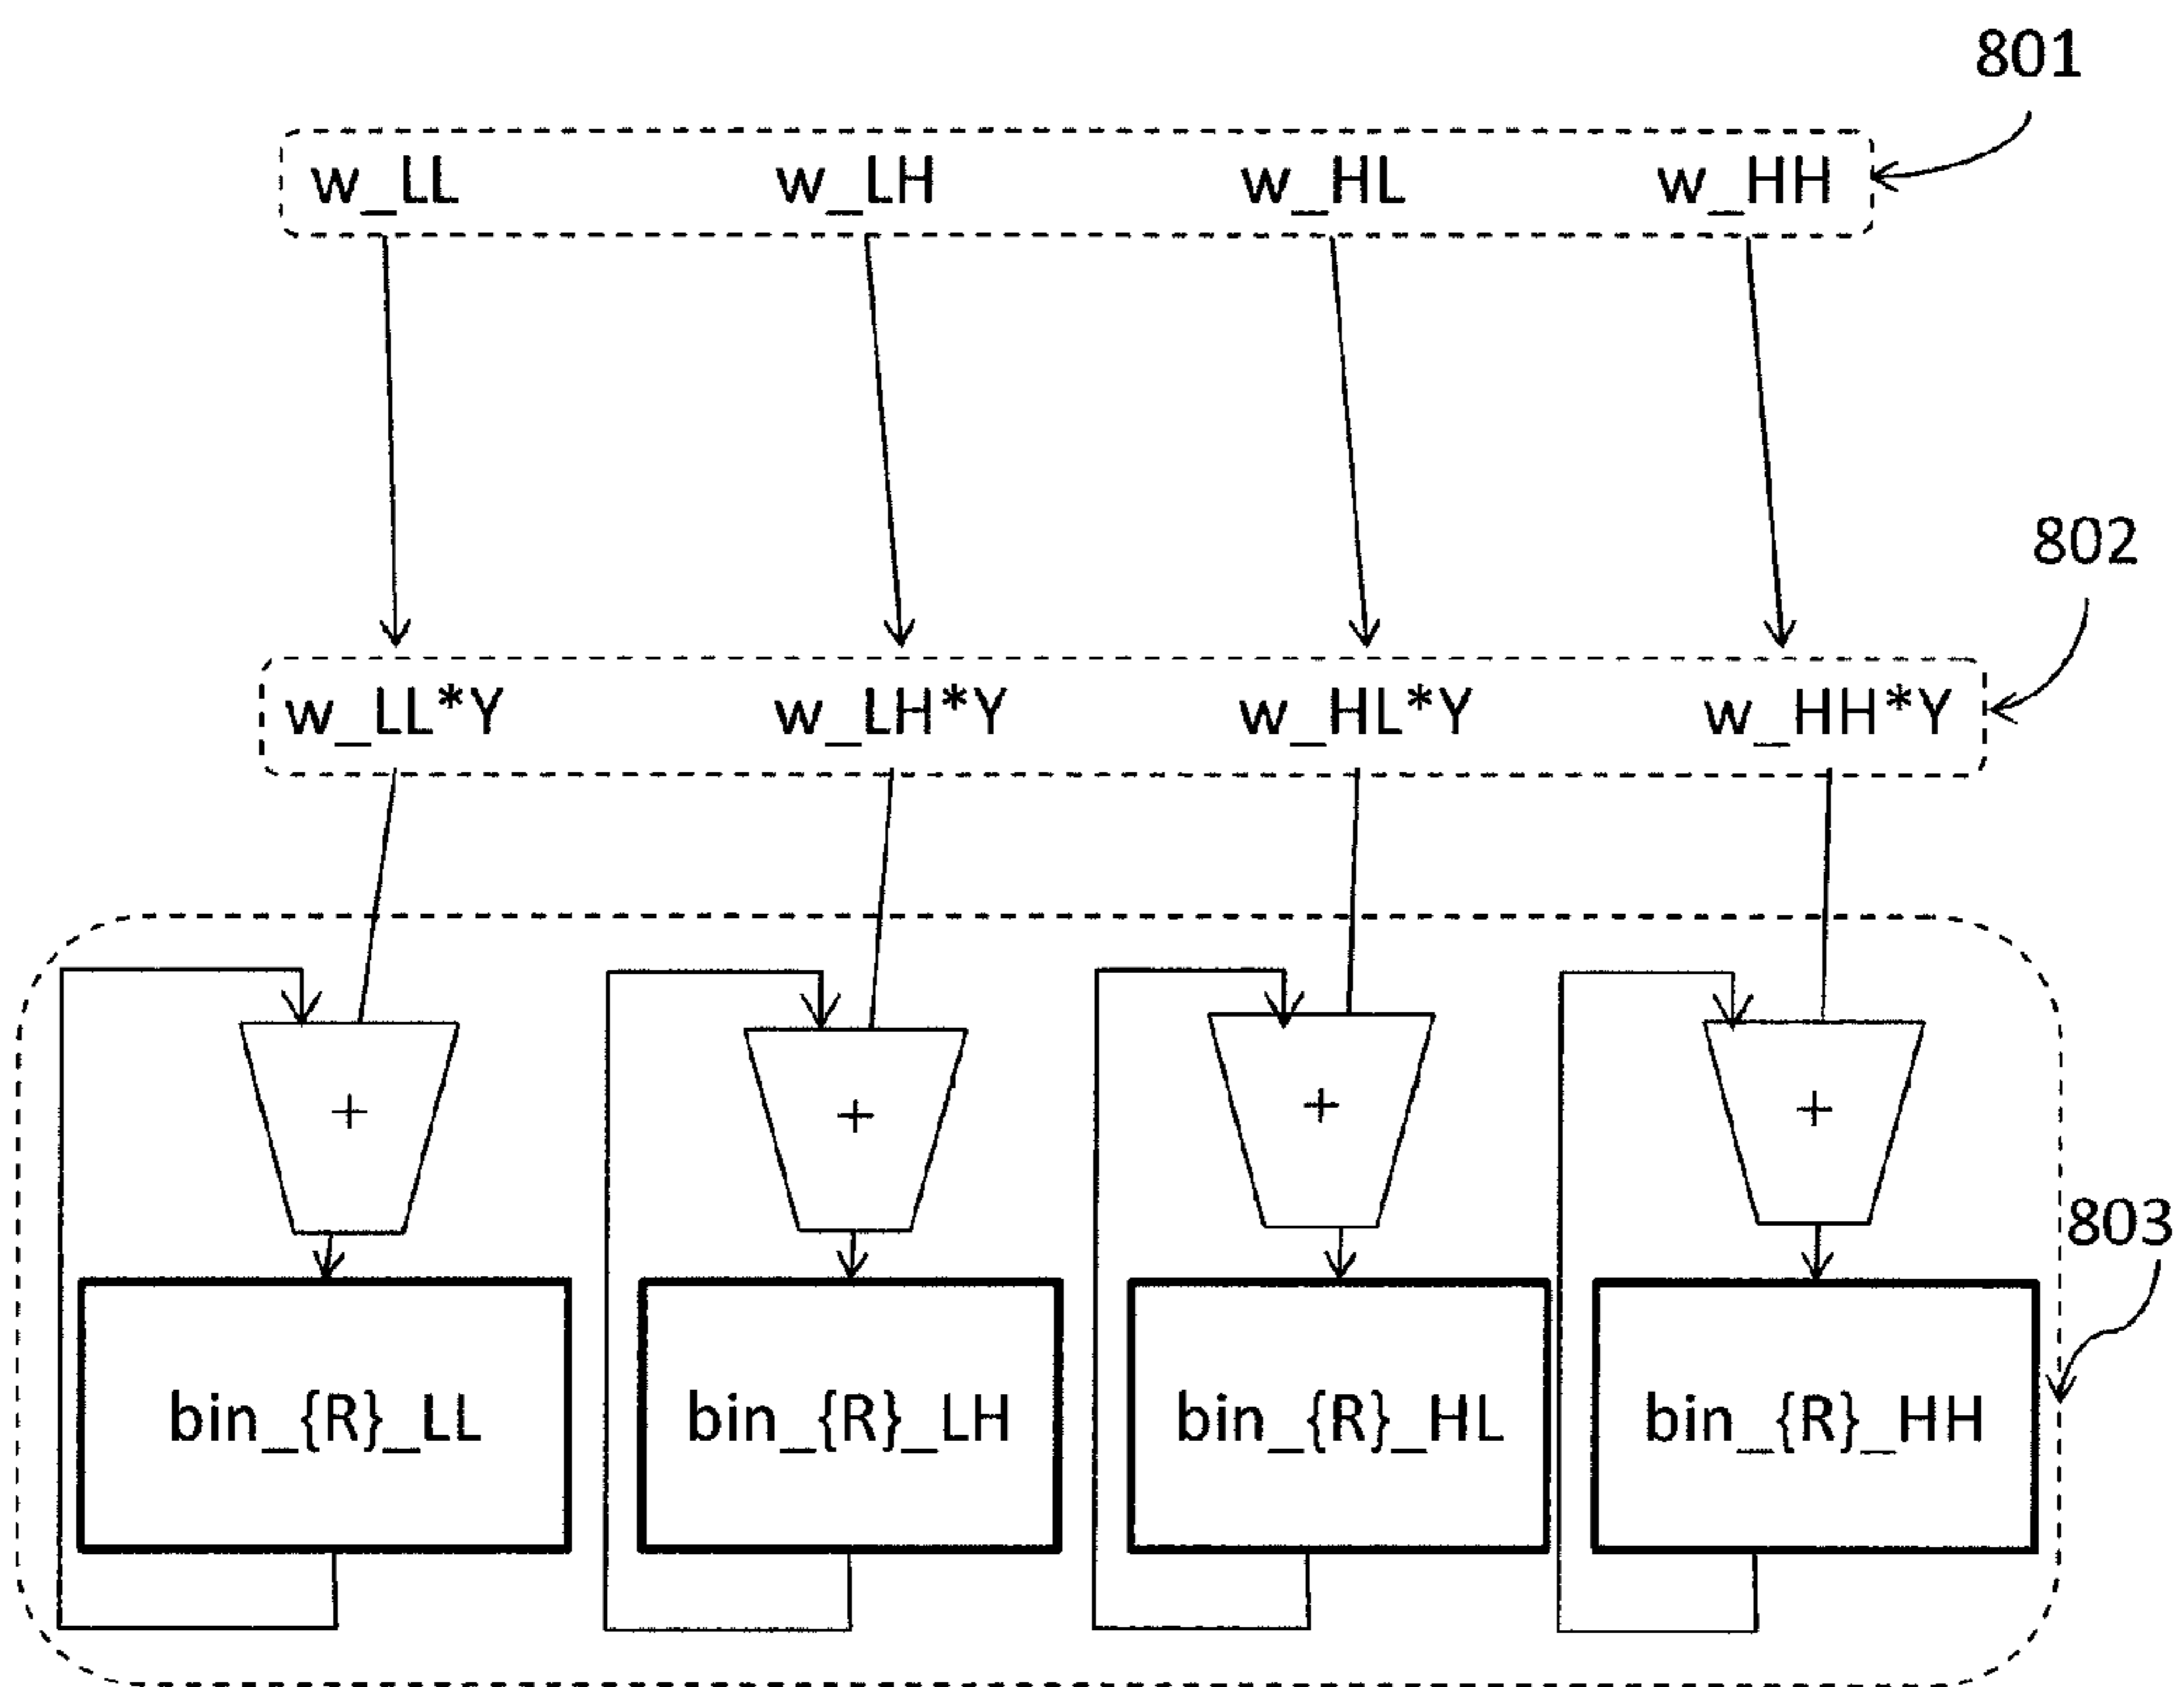 801
w_LL w_LH w_HL w_HH
802
w_LL*Y w_LH*Y w_HL*Y w_HH*Y
+ + + +
803
bin_{R}_LL bin_{R}_LH bin_{R}_HL bin_{R}_HH